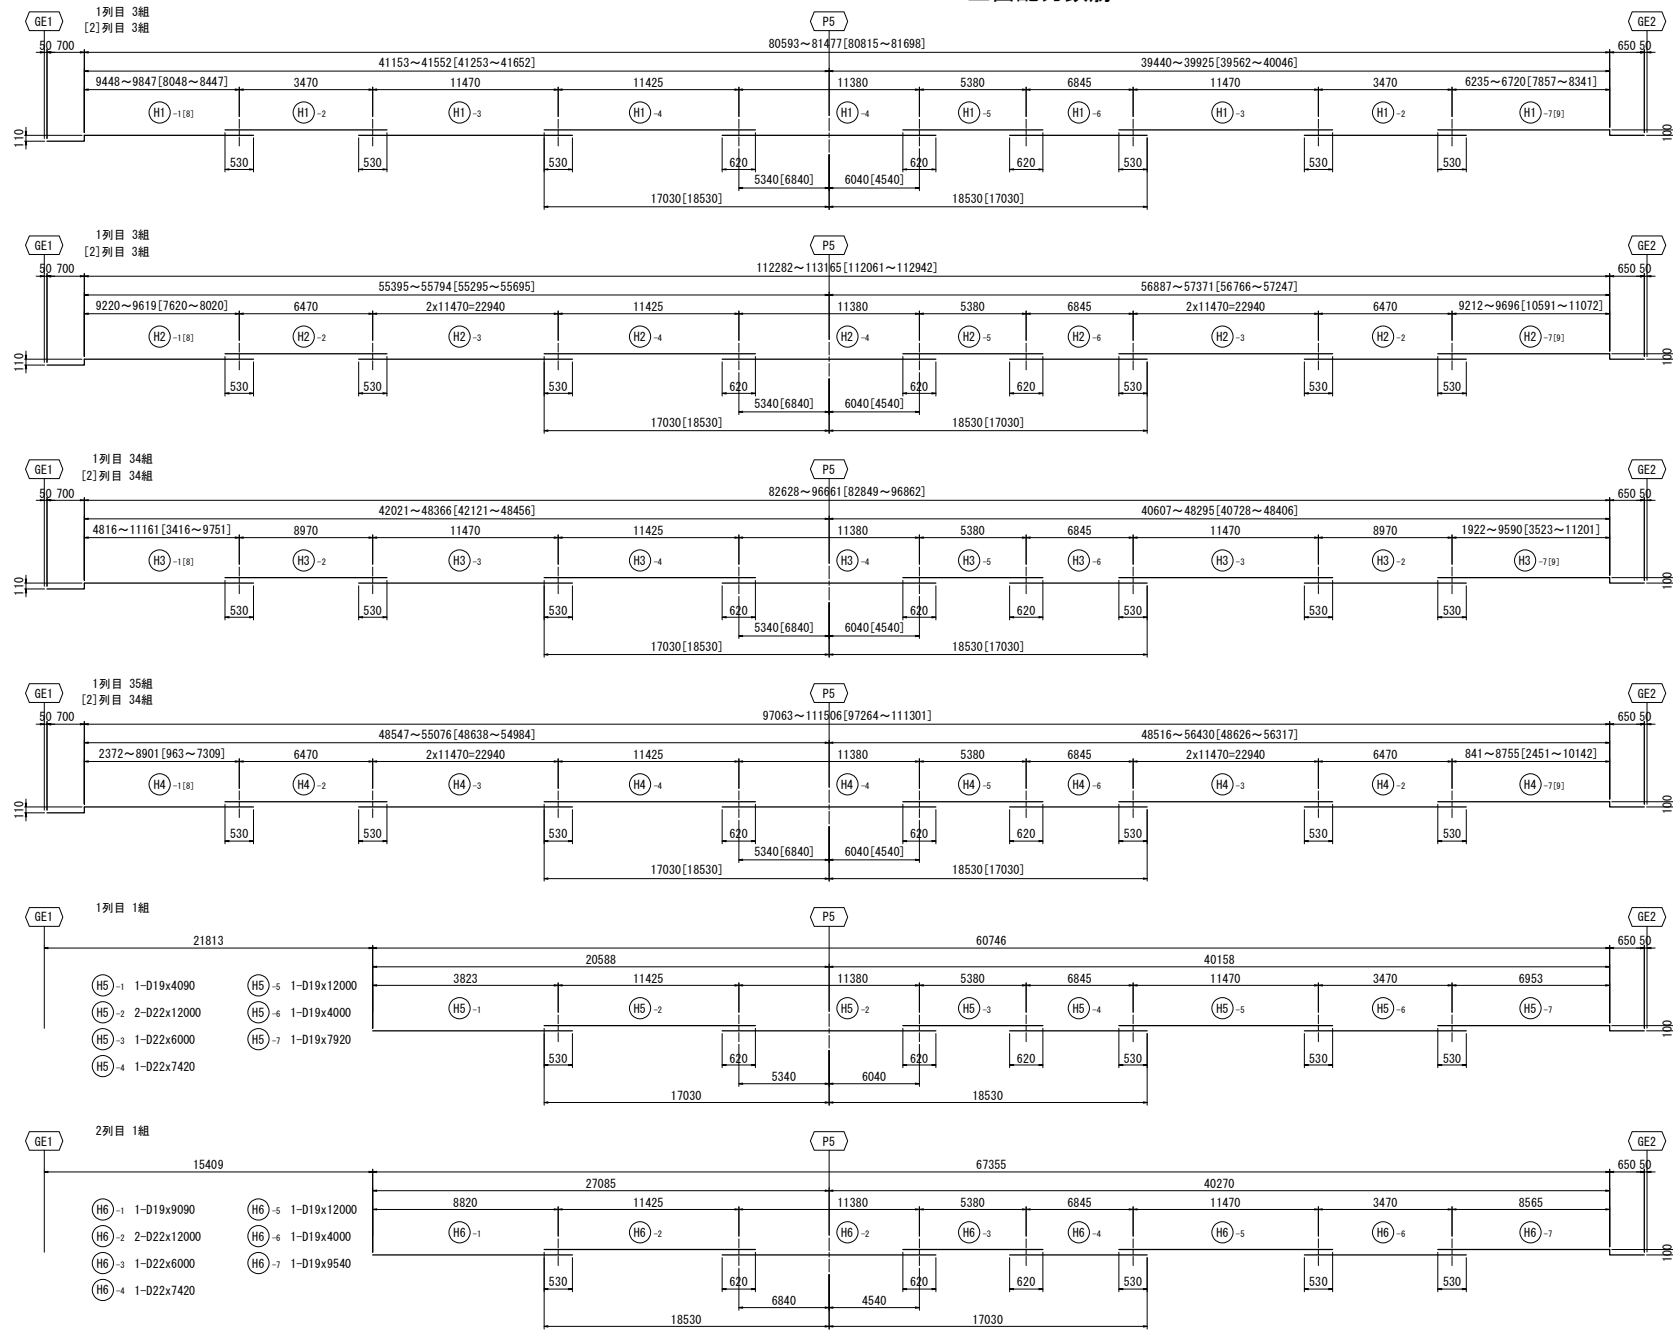 1列目 3組
[2]列目 3組
GE1 P5 GE2
50 700 80593～81477[80815～81698] 650 50
41153～41552[41253～41652] 39440～39925[39562～40046]
9448～9847[8048～8447] 3470 11470 11425 11380 5380 6845 11470 3470 6235～6720[7857～8341]
H1-1[8] H1-2 H1-3 H1-4 H1-4 H1-5 H1-6 H1-3 H1-2 H1-7[9]
110 100
530 530 530 620 620 620 530 530 530
5340[6840] 6040[4540]
17030[18530] 18530[17030]
1列目 3組
[2]列目 3組
GE1 P5 GE2
50 700 112282～113165[112061～112942] 650 50
55395～55794[55295～55695] 56887～57371[56766～57247]
9220～9619[7620～8020] 6470 2x11470=22940 11425 11380 5380 6845 2x11470=22940 6470 9212～9696[10591～11072]
H2-1[8] H2-2 H2-3 H2-4 H2-4 H2-5 H2-6 H2-3 H2-2 H2-7[9]
110 100
530 530 530 620 620 620 530 530 530
5340[6840] 6040[4540]
17030[18530] 18530[17030]
1列目 34組
[2]列目 34組
GE1 P5 GE2
50 700 82628～96661[82849～96862] 650 50
42021～48366[42121～48456] 40607～48295[40728～48406]
4816～11161[3416～9751] 8970 11470 11425 11380 5380 6845 11470 8970 1922～9590[3523～11201]
H3-1[8] H3-2 H3-3 H3-4 H3-4 H3-5 H3-6 H3-3 H3-2 H3-7[9]
110 100
530 530 530 620 620 620 530 530 530
5340[6840] 6040[4540]
17030[18530] 18530[17030]
1列目 35組
[2]列目 34組
GE1 P5 GE2
50 700 97063～111506[97264～111301] 650 50
48547～55076[48638～54984] 48516～56430[48626～56317]
2372～8901[963～7309] 6470 2x11470=22940 11425 11380 5380 6845 2x11470=22940 6470 841～8755[2451～10142]
H4-1[8] H4-2 H4-3 H4-4 H4-4 H4-5 H4-6 H4-3 H4-2 H4-7[9]
110 100
530 530 530 620 620 620 530 530 530
5340[6840] 6040[4540]
17030[18530] 18530[17030]
1列目 1組
GE1 P5 GE2
21813 60746 650 50
20588 40158
3823 11425 11380 5380 6845 11470 3470 6953
H5-1 1-D19x4090 H5-5 1-D19x12000
H5-2 2-D22x12000 H5-6 1-D19x4000
H5-3 1-D22x6000 H5-7 1-D19x7920
H5-4 1-D22x7420
H5-1 H5-2 H5-2 H5-3 H5-4 H5-5 H5-6 H5-7
100
530 620 620 620 530 530 530
5340 6040
17030 18530
2列目 1組
GE1 P5 GE2
15409 67355 650 50
27085 40270
8820 11425 11380 5380 6845 11470 3470 8565
H6-1 1-D19x9090 H6-5 1-D19x12000
H6-2 2-D22x12000 H6-6 1-D19x4000
H6-3 1-D22x6000 H6-7 1-D19x9540
H6-4 1-D22x7420
H6-1 H6-2 H6-2 H6-3 H6-4 H6-5 H6-6 H6-7
100
530 620 620 620 530 530 530
6840 4540
18530 17030